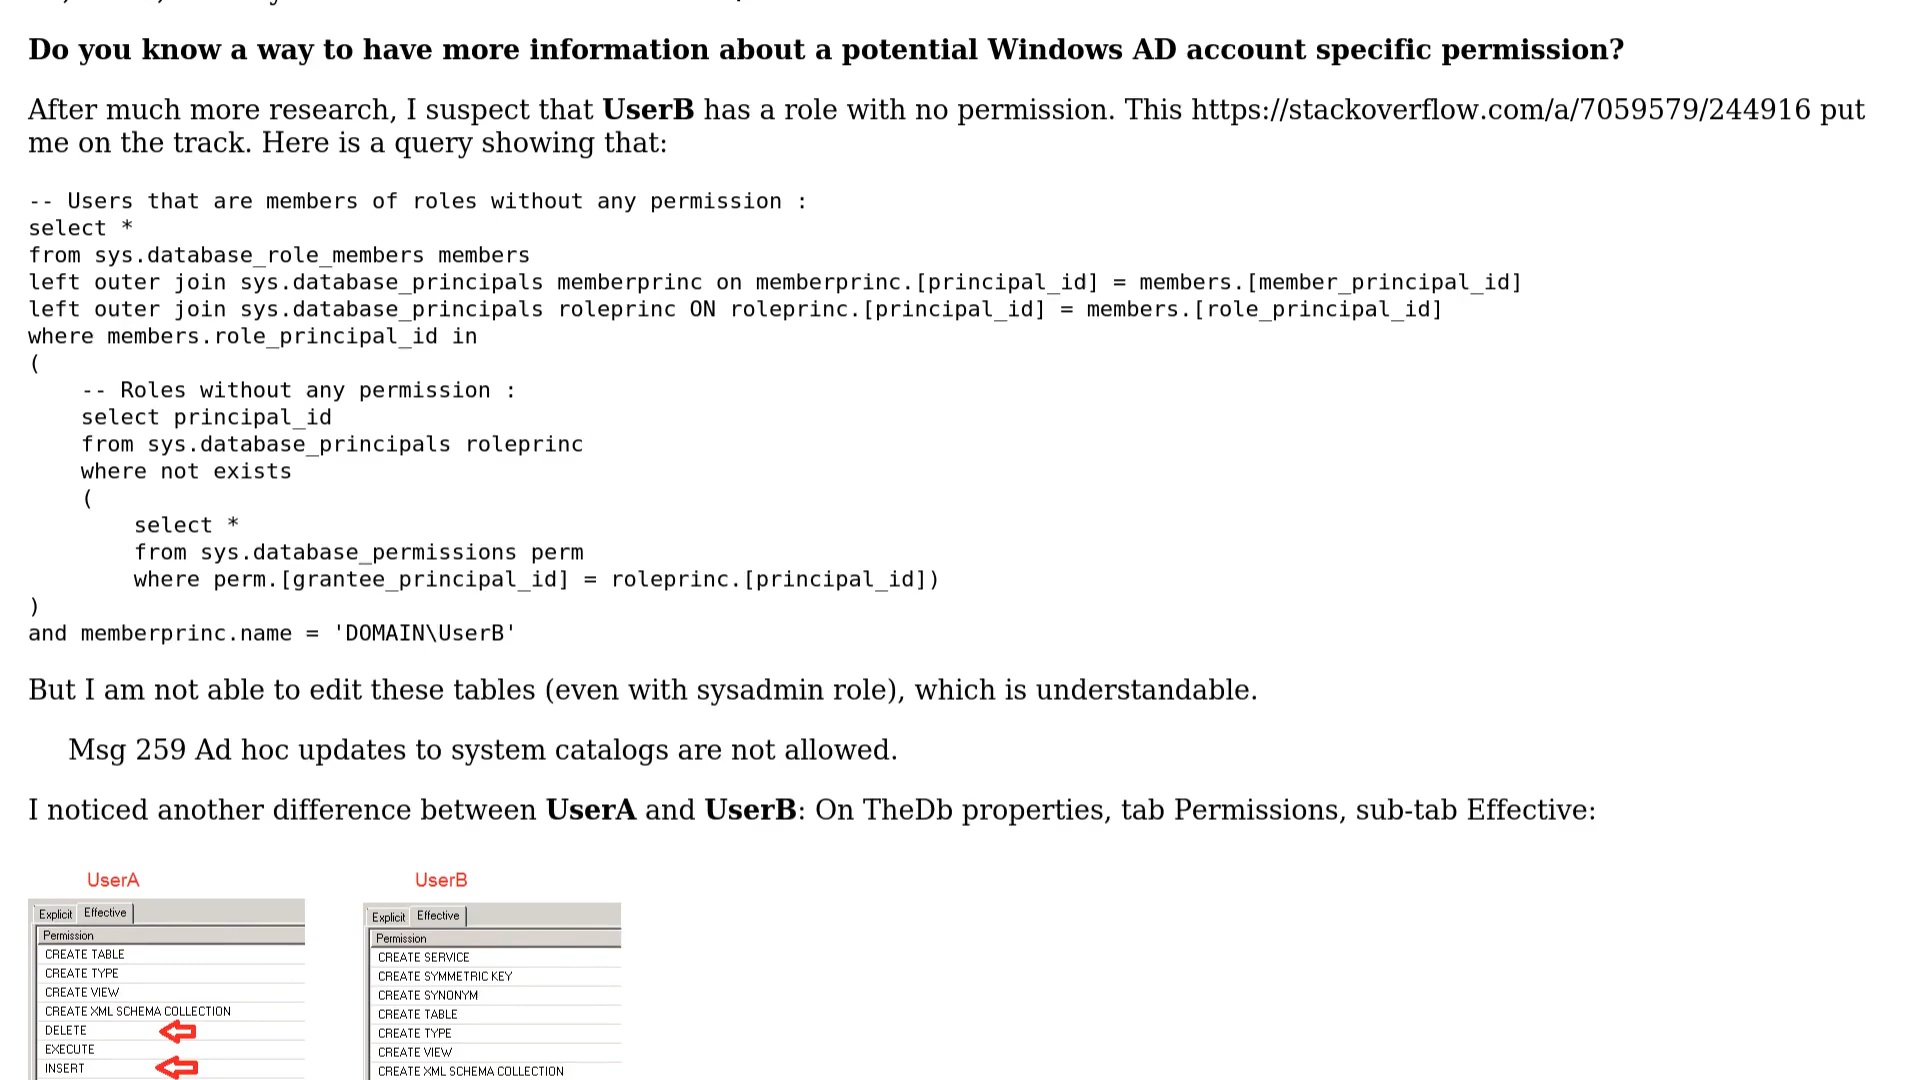 Do you know a way to have more information about a potential Windows AD account specific permission?
After much more research, I suspect that UserB has a role with no permission. This https://stackoverflow.com/a/7059579/244916 put
me on the track. Here is a query showing that:
-- Users that are members of roles without any permission :
select *
from sys.database_role_members members
left outer join sys.database_principals memberprinc on memberprinc.[principal_id] = members.[member_principal_id]
left outer join sys.database_principals roleprinc ON roleprinc.[principal_id] = members.[role_principal_id]
where members.role_principal_id in
(
    -- Roles without any permission :
    select principal_id
    from sys.database_principals roleprinc
    where not exists
    (
        select *
        from sys.database_permissions perm
        where perm.[grantee_principal_id] = roleprinc.[principal_id])
)
and memberprinc.name = 'DOMAIN\UserB'
But I am not able to edit these tables (even with sysadmin role), which is understandable.
Msg 259 Ad hoc updates to system catalogs are not allowed.
I noticed another difference between UserA and UserB: On TheDb properties, tab Permissions, sub-tab Effective:
UserA
Explicit Effective
Permission
CREATE TABLE
CREATE TYPE
CREATE VIEW
CREATE XML SCHEMA COLLECTION
DELETE
EXECUTE
INSERT
UserB
Explicit Effective
Permission
CREATE SERVICE
CREATE SYMMETRIC KEY
CREATE SYNONYM
CREATE TABLE
CREATE TYPE
CREATE VIEW
CREATE XML SCHEMA COLLECTION